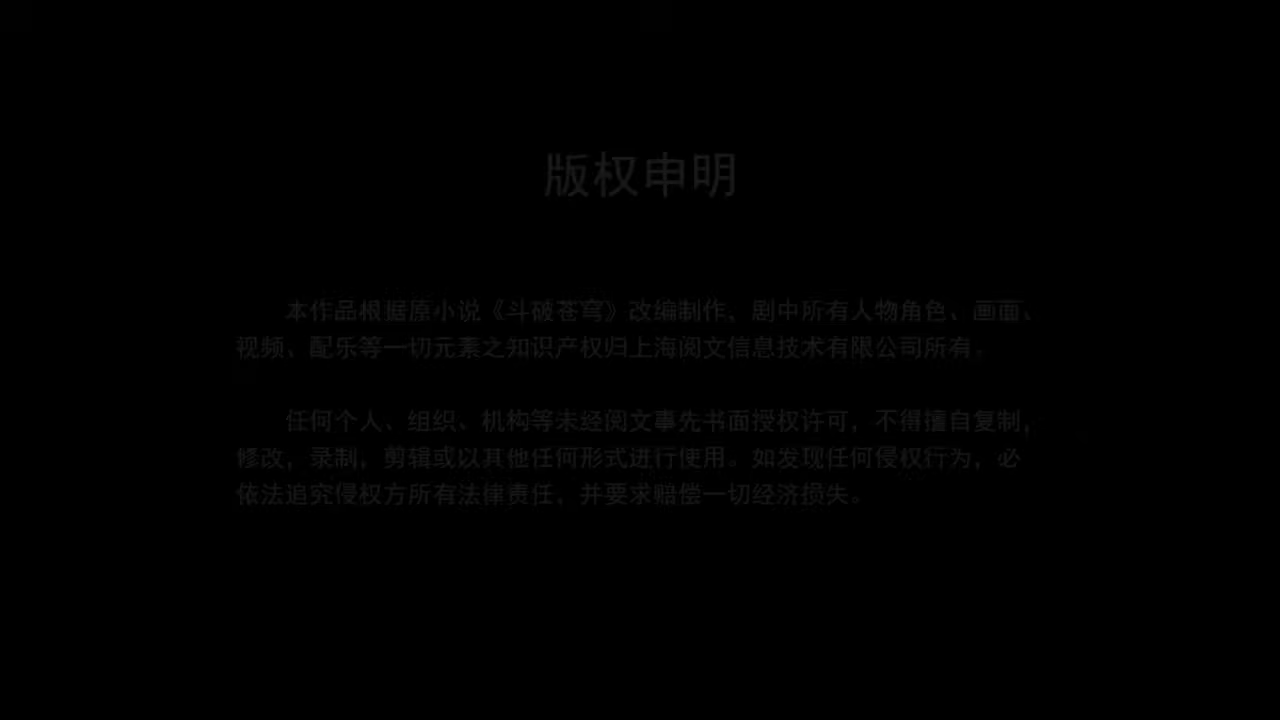 版权申明
本作品根据原小说《斗破苍穹》改编制作、剧中所有人物角色、画面、
视频、配乐等一切元素之知识产权归上海阅文信息技术有限公司所有。
任何个人、组织、机构等未经阅文事先书面授权许可，不得擅自复制，
修改，录制，剪辑或以其他任何形式进行使用。如发现任何侵权行为，必
依法追究侵权方所有法律责任，并要求赔偿一切经济损失。